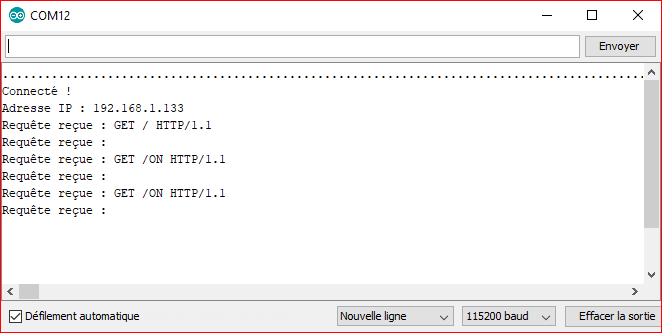 COM12
Envoyer
..........................................................................................
Connecté !
Adresse IP : 192.168.1.133
Requête reçue : GET / HTTP/1.1
Requête reçue :
Requête reçue : GET /ON HTTP/1.1
Requête reçue :
Requête reçue : GET /ON HTTP/1.1
Requête reçue :
Défilement automatique
Nouvelle ligne
115200 baud
Effacer la sortie